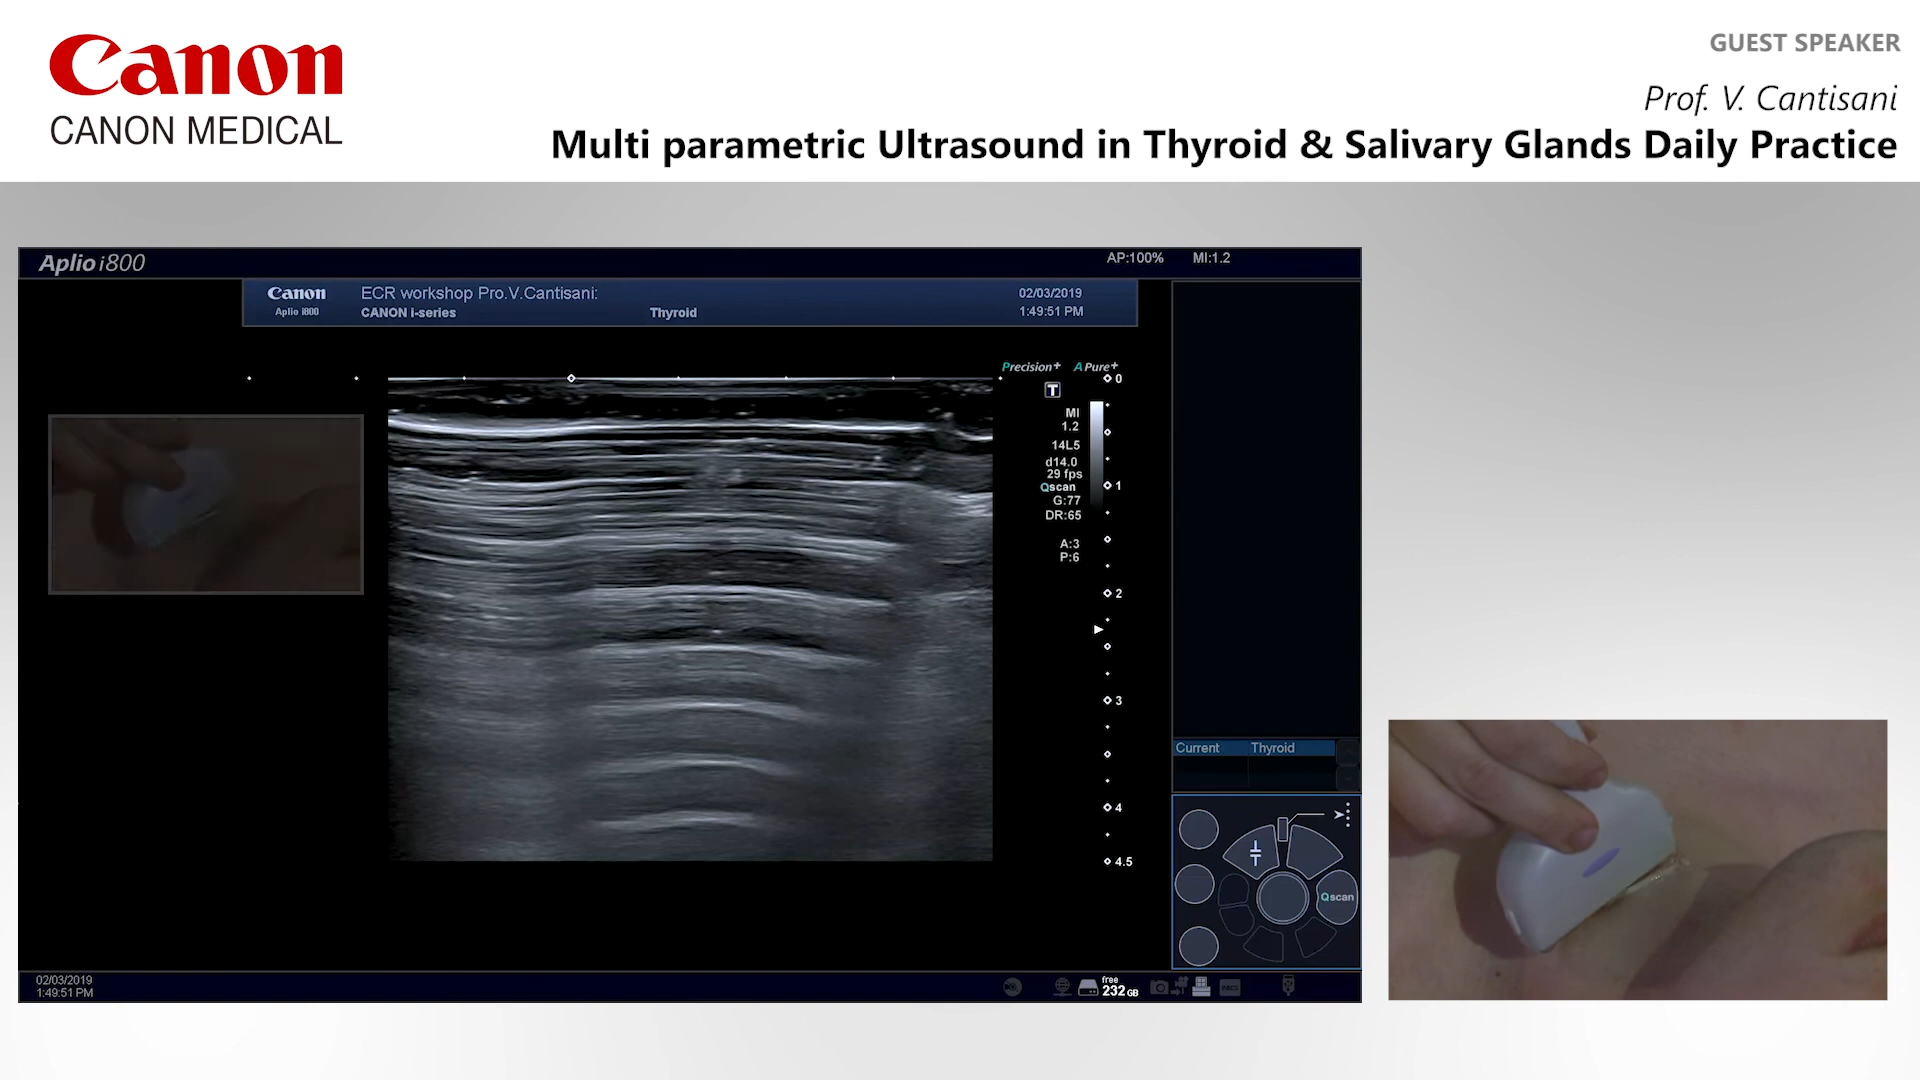 Canon
CANON MEDICAL
GUEST SPEAKER
Prof. V. Cantisani
Multi parametric Ultrasound in Thyroid & Salivary Glands Daily Practice
Aplio i800
AP:100% MI:1.2
Canon
Aplio i800
ECR workshop Pro.V.Cantisani:
CANON i-series
Thyroid
02/03/2019
1:49:51 PM
Precision+ APure+
T
MI
1.2
14L5
d14.0
29 fps
Qscan
G:77
DR:65
A:3
P:6
0
1
2
3
4
4.5
Current Thyroid
Qscan
02/03/2019
1:49:51 PM
free
232 GB